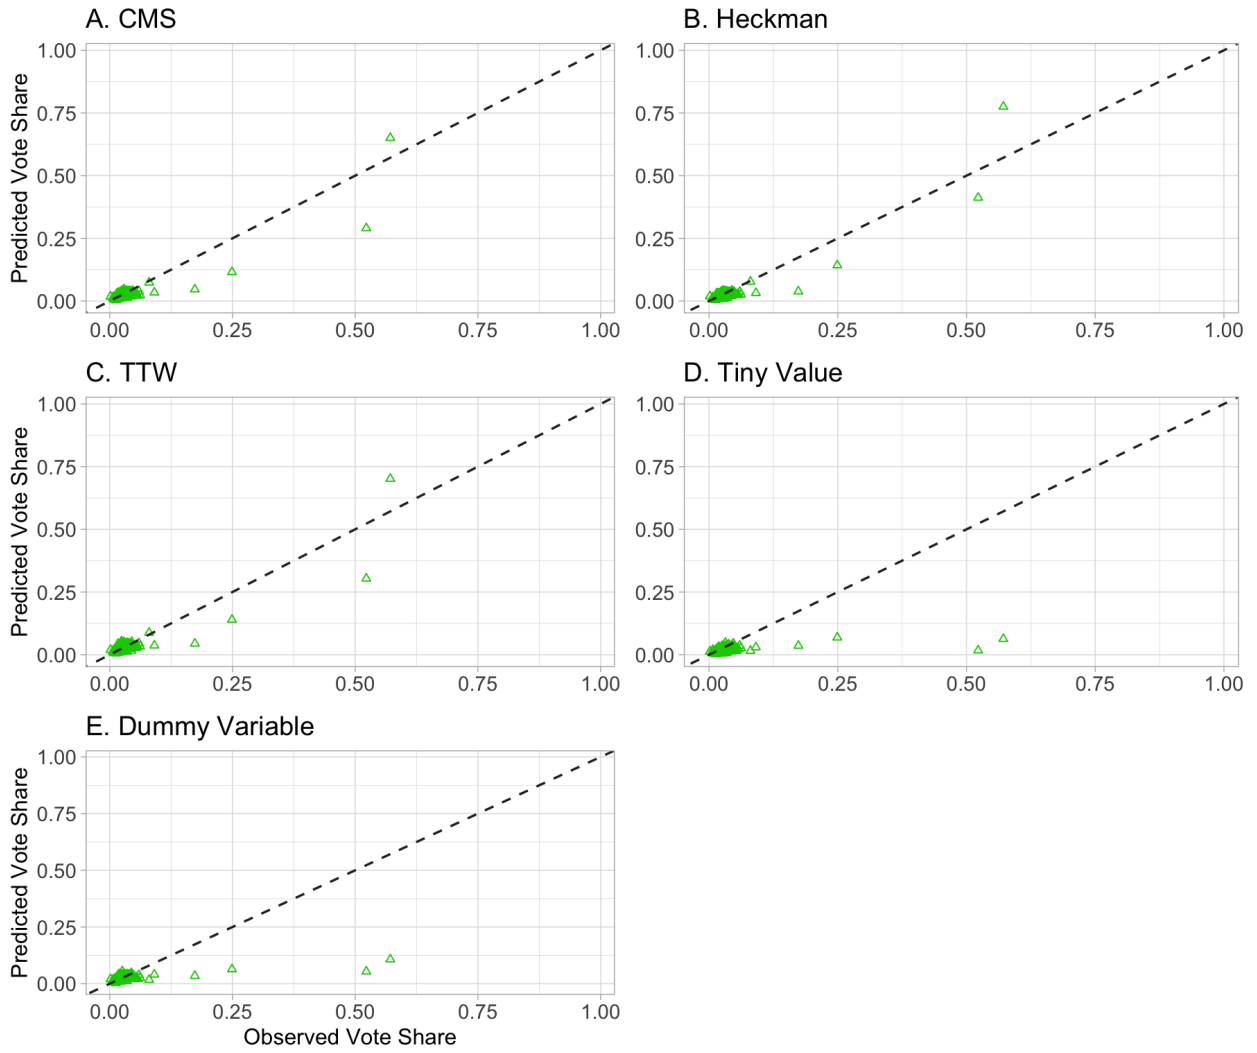 A. CMS
B. Heckman
Predicted Vote Share
1.00
0.75
0.50
0.25
0.00
0.00 0.25 0.50 0.75 1.00
1.00
0.75
0.50
0.25
0.00
0.00 0.25 0.50 0.75 1.00
C. TTW
D. Tiny Value
Predicted Vote Share
1.00
0.75
0.50
0.25
0.00
0.00 0.25 0.50 0.75 1.00
1.00
0.75
0.50
0.25
0.00
0.00 0.25 0.50 0.75 1.00
E. Dummy Variable
Predicted Vote Share
1.00
0.75
0.50
0.25
0.00
0.00 0.25 0.50 0.75 1.00
Observed Vote Share